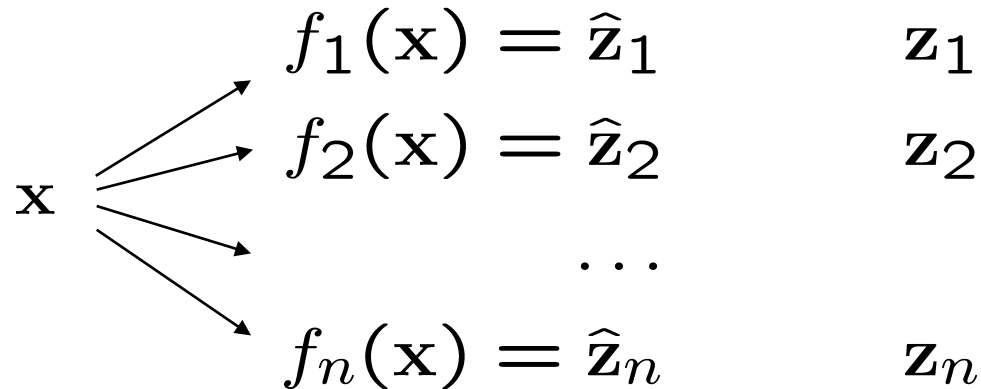 f₁(𝐱) = 𝐳̂₁ 𝐳₁
f₂(𝐱) = 𝐳̂₂ 𝐳₂
𝐱
...
fₙ(𝐱) = 𝐳̂ₙ 𝐳ₙ